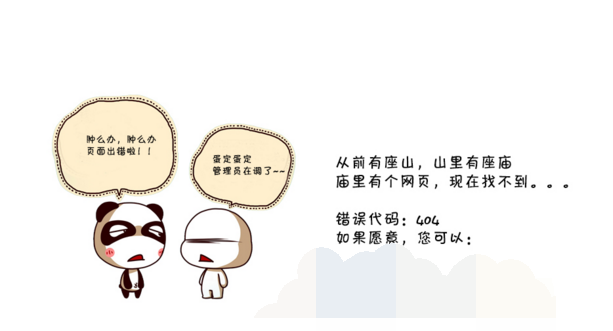 肿么办，肿么办
页面出错啦！！
蛋定蛋定
管理员在调了~~
从前有座山，山里有座庙
庙里有个网页，现在找不到。。。
错误代码：404
如果愿意，您可以：